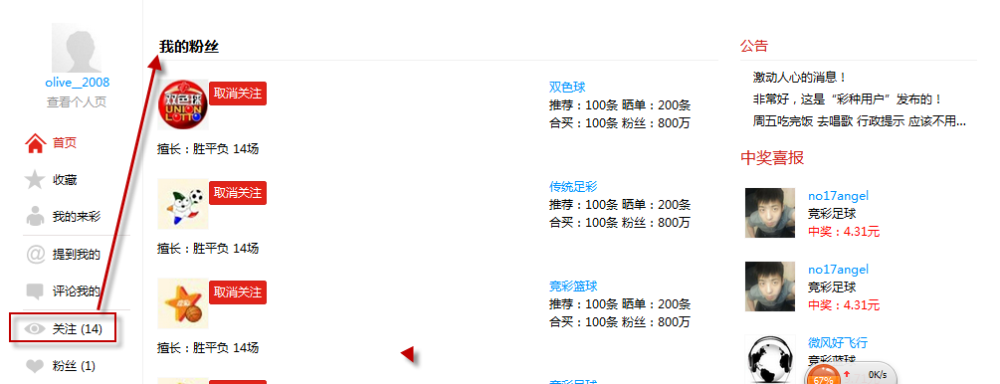 olive__2008
查看个人页
首页
收藏
我的来彩
提到我的
评论我的
关注 (14)
粉丝 (1)
我的粉丝
双色球
UNION
LOTTO
取消关注
双色球
推荐：100条 晒单：200条
合买：100条 粉丝：800万
擅长：胜平负 14场
取消关注
传统足彩
推荐：100条 晒单：200条
合买：100条 粉丝：800万
擅长：胜平负 14场
取消关注
竞彩篮球
推荐：100条 晒单：200条
合买：100条 粉丝：800万
擅长：胜平负 14场
竞彩足球
公告
激动人心的消息！
非常好，这是“彩种用户”发布的！
周五吃完饭 去唱歌 行政提示 应该不用...
中奖喜报
no17angel
竞彩足球
中奖：4.31元
no17angel
竞彩足球
中奖：4.31元
微风好飞行
竞彩篮球
67%
0K/s